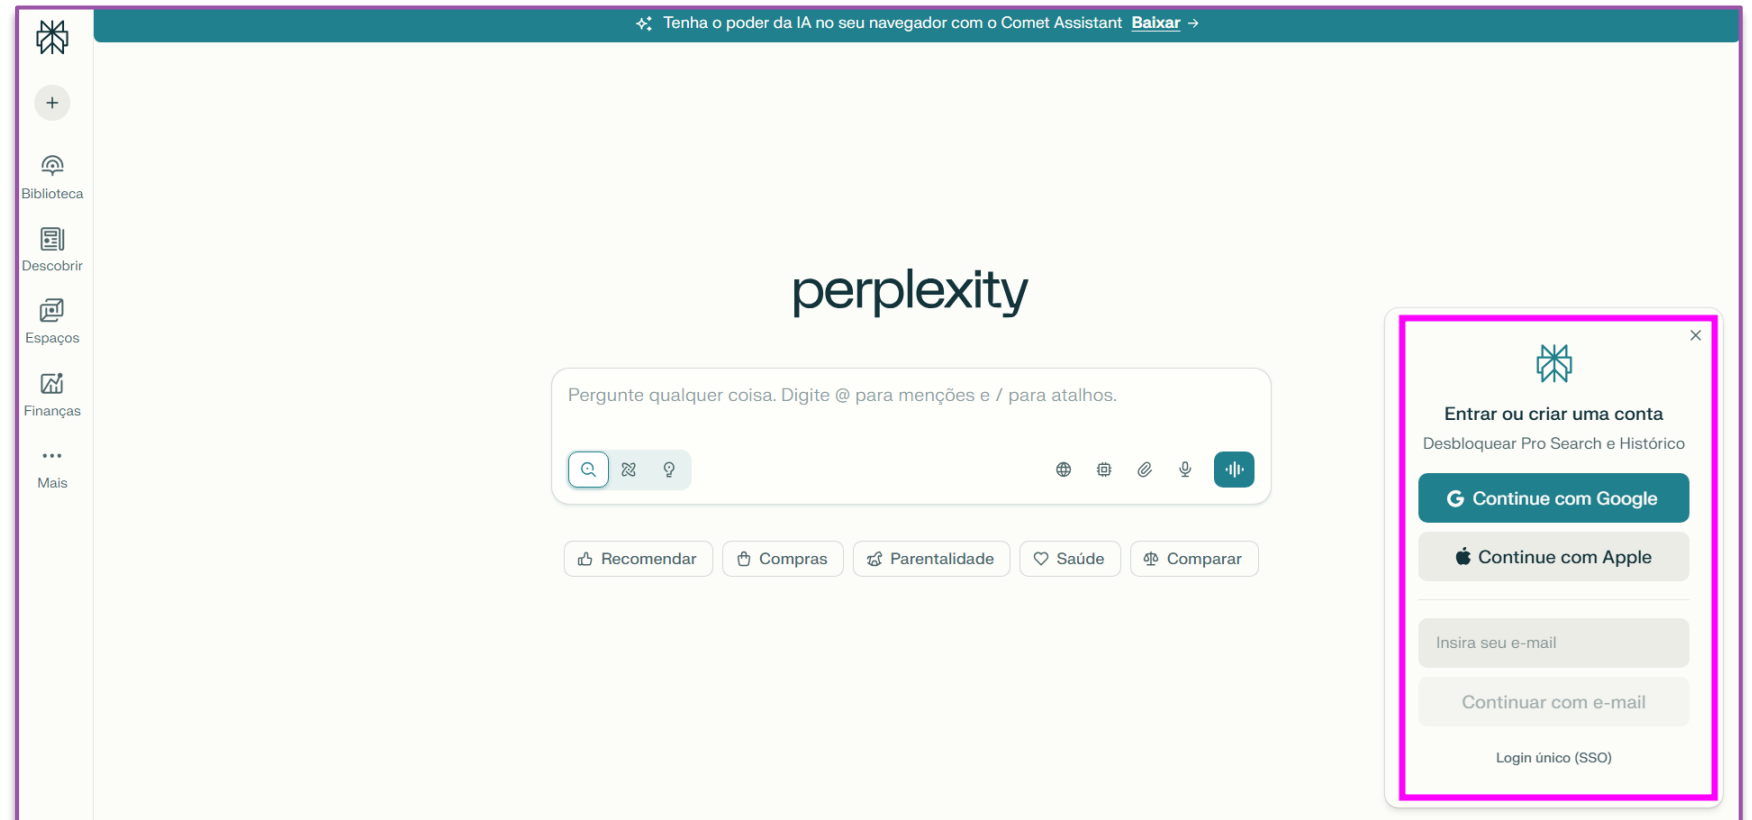 Tenha o poder da IA no seu navegador com o Comet Assistant Baixar →
+
Biblioteca
Descobrir
Espaços
Finanças
Mais
perplexity
Pergunte qualquer coisa. Digite @ para menções e / para atalhos.
Recomendar Compras Parentalidade Saúde Comparar
Entrar ou criar uma conta
Desbloquear Pro Search e Histórico
Continue com Google
Continue com Apple
Insira seu e-mail
Continuar com e-mail
Login único (SSO)